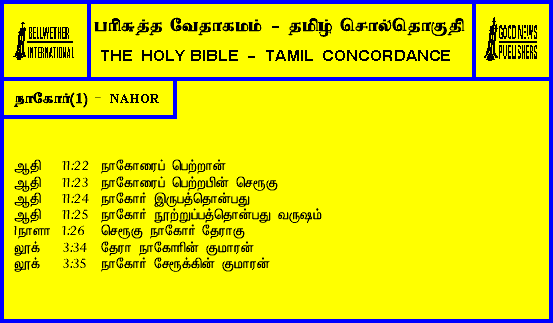 BELLWETHER INTERNATIONAL
பரிசுத்த வேதாகமம் - தமிழ் சொல்தொகுதி
THE HOLY BIBLE - TAMIL CONCORDANCE
GOOD NEWS PUBLISHERS
நாகோர்(1) - NAHOR
ஆதி 11:22 நாகோரைப் பெற்றான்
ஆதி 11:23 நாகோரைப் பெற்றபின் செரூகு
ஆதி 11:24 நாகோர் இருபத்தொன்பது
ஆதி 11:25 நாகோர் நூற்றுப்பத்தொன்பது வருஷம்
1நாளா 1:26 செருகு நாகோர் தேராகு
லூக் 3:34 தேரா நாகோரின் குமாரன்
லூக் 3:35 நாகோர் சேரூக்கின் குமாரன்